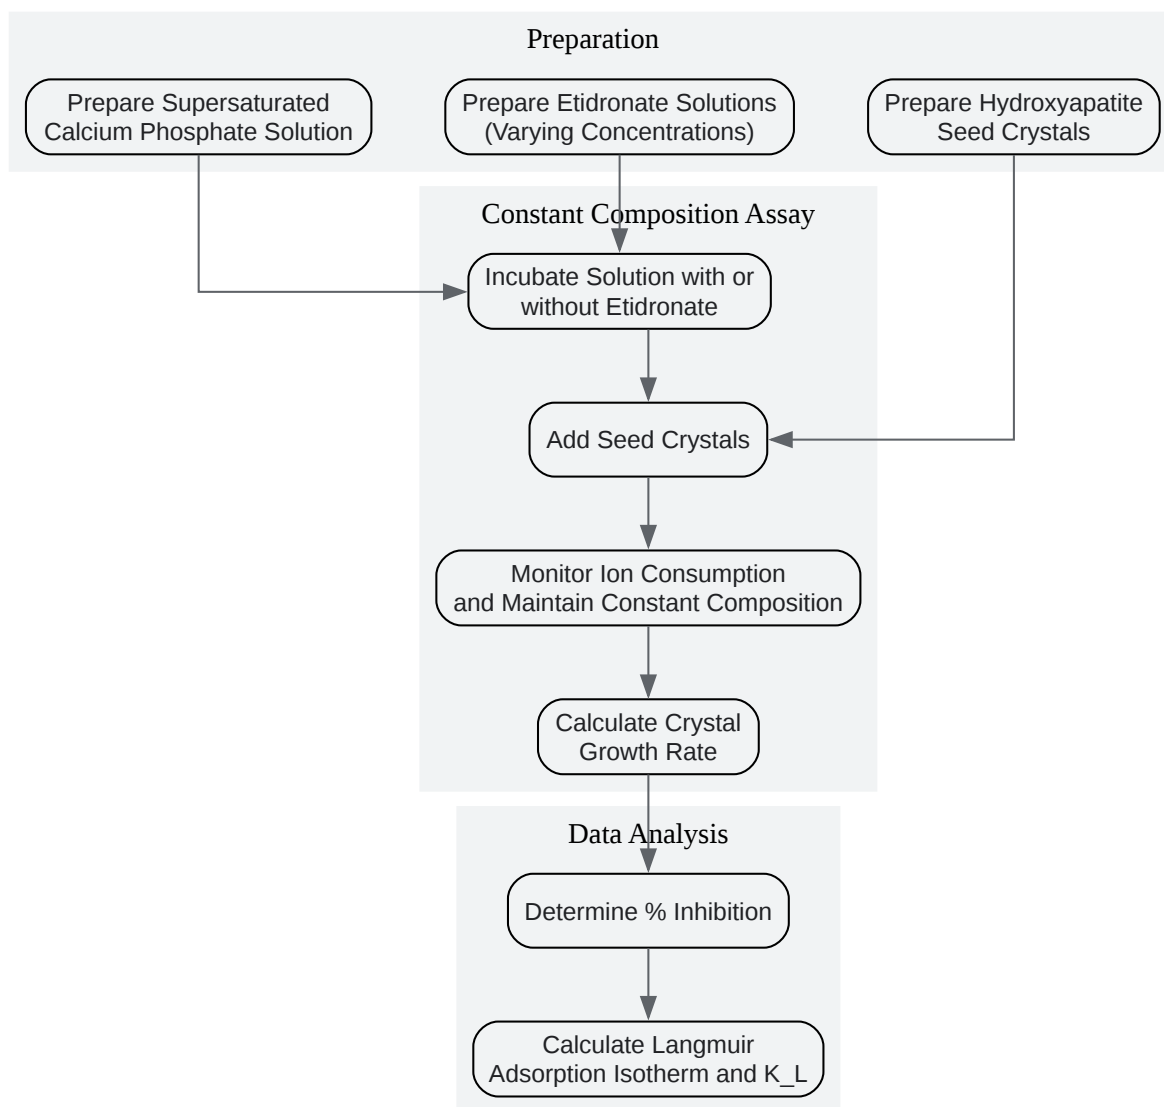 Preparation
Prepare Supersaturated
Calcium Phosphate Solution
Prepare Etidronate Solutions
(Varying Concentrations)
Prepare Hydroxyapatite
Seed Crystals
Constant Composition Assay
Incubate Solution with or
without Etidronate
Add Seed Crystals
Monitor Ion Consumption
and Maintain Constant Composition
Calculate Crystal
Growth Rate
Data Analysis
Determine % Inhibition
Calculate Langmuir
Adsorption Isotherm and K_L